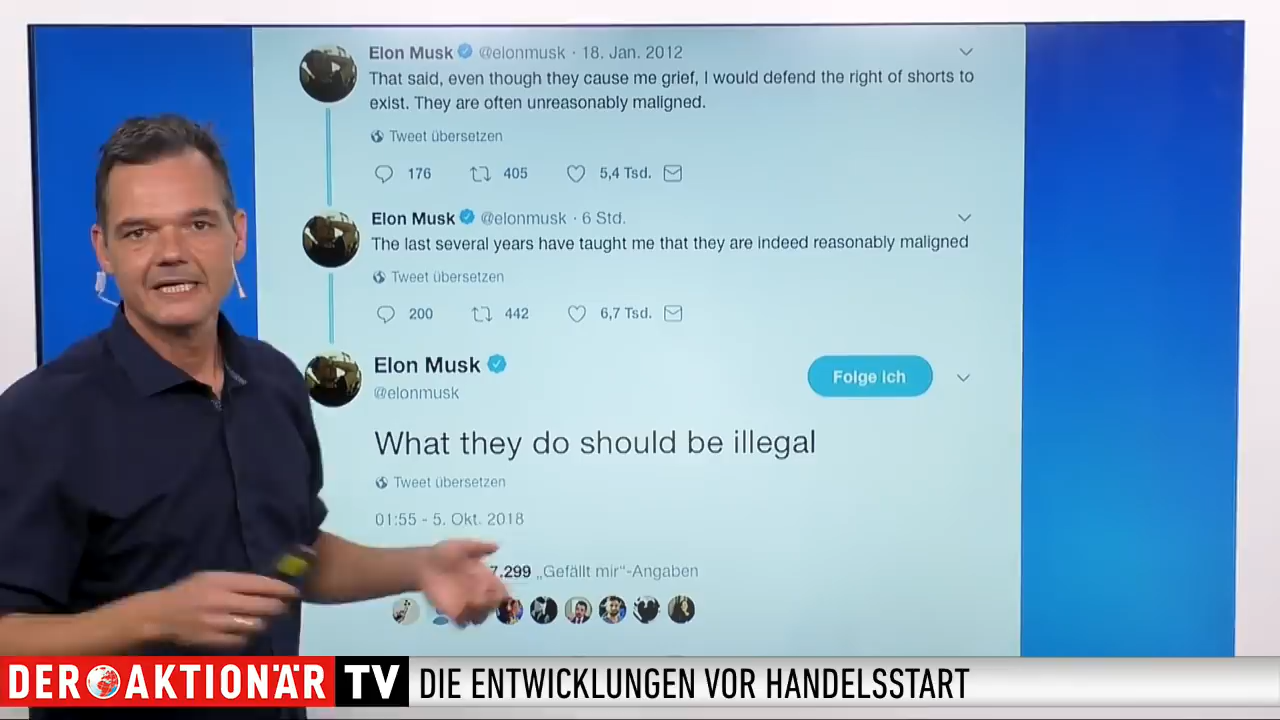 Elon Musk @elonmusk · 18. Jan. 2012
That said, even though they cause me grief, I would defend the right of shorts to
exist. They are often unreasonably maligned.
Tweet übersetzen
176 405 5,4 Tsd.
Elon Musk @elonmusk · 6 Std.
The last several years have taught me that they are indeed reasonably maligned
Tweet übersetzen
200 442 6,7 Tsd.
Elon Musk
@elonmusk
Folge ich
What they do should be illegal
Tweet übersetzen
01:55 - 5. Okt. 2018
7.299 „Gefällt mir“-Angaben
DER AKTIONÄR TV DIE ENTWICKLUNGEN VOR HANDELSSTART